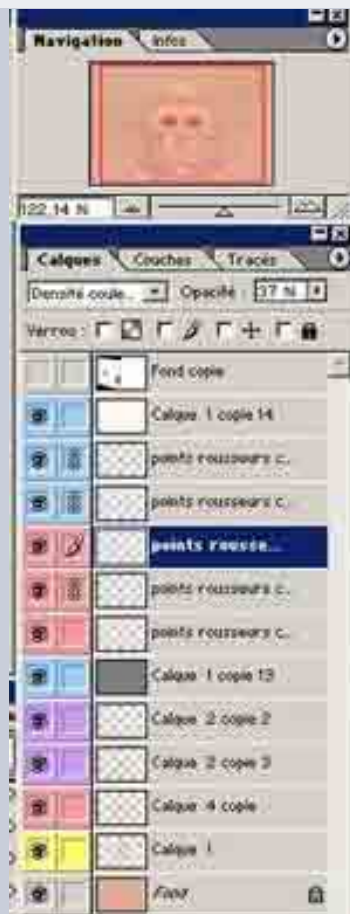 Navigation Infos
122.14 %
Calques Couches Tracés
Densité coule... Opacité : 37 %
Verrou :
Fond copie
Calque 1 copie 14
points rousseurs c...
points rousseurs c...
points rousse...
points rousseurs c...
points rousseurs c...
Calque 1 copie 13
Calque 2 copie 2
Calque 2 copie 3
Calque 4 copie
Calque 1
Fond